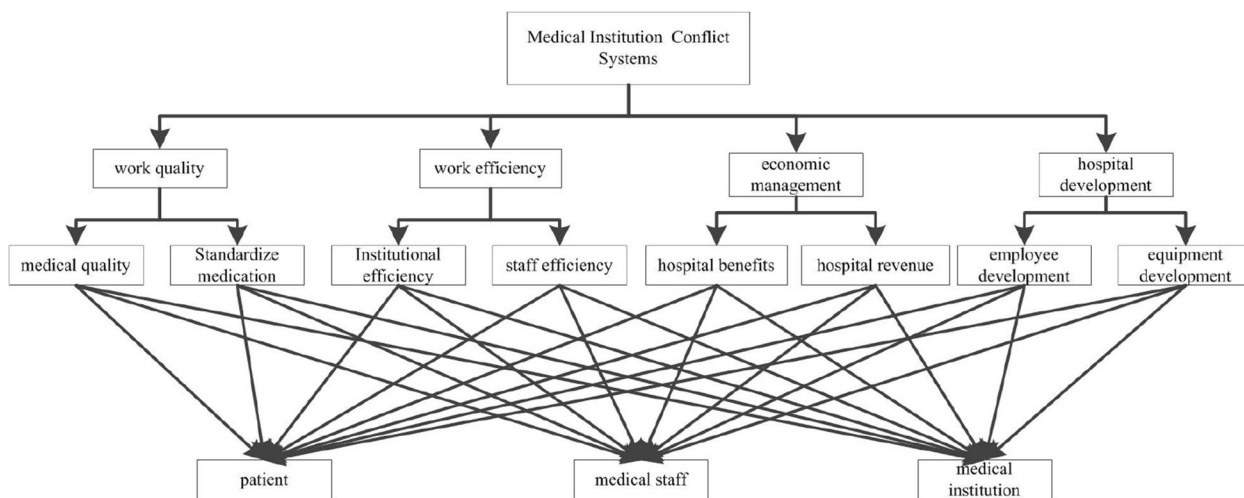 Medical Institution Conflict
Systems
work quality
work efficiency
economic
management
hospital
development
medical quality
Standardize
medication
Institutional
efficiency
staff efficiency
hospital benefits
hospital revenue
employee
development
equipment
development
patient
medical staff
medical
institution